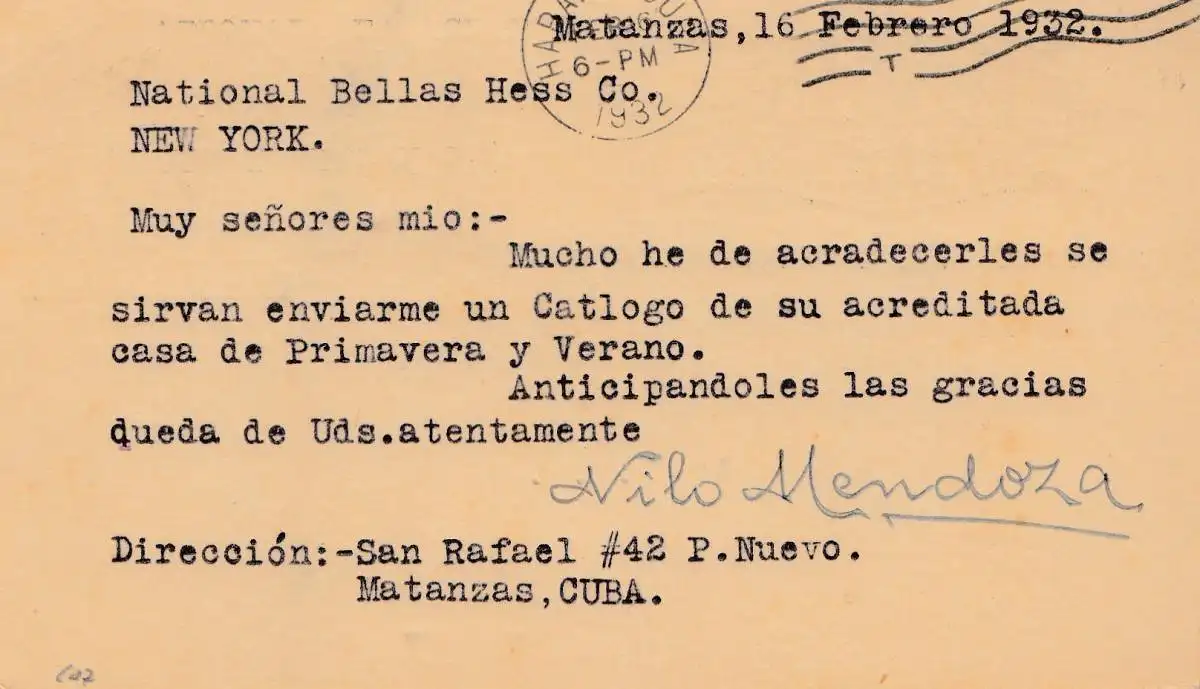 Matanzas,16 Febrero 1932.
6-PM
1932
T
National Bellas Hess Co.
NEW YORK.
Muy señores mio:-
Mucho he de acradecerles se
sirvan enviarme un Catlogo de su acreditada
casa de Primavera y Verano.
Anticipandoles las gracias
queda de Uds.atentamente
Nilo Mendoza
Dirección:-San Rafael #42 P.Nuevo.
Matanzas,CUBA.